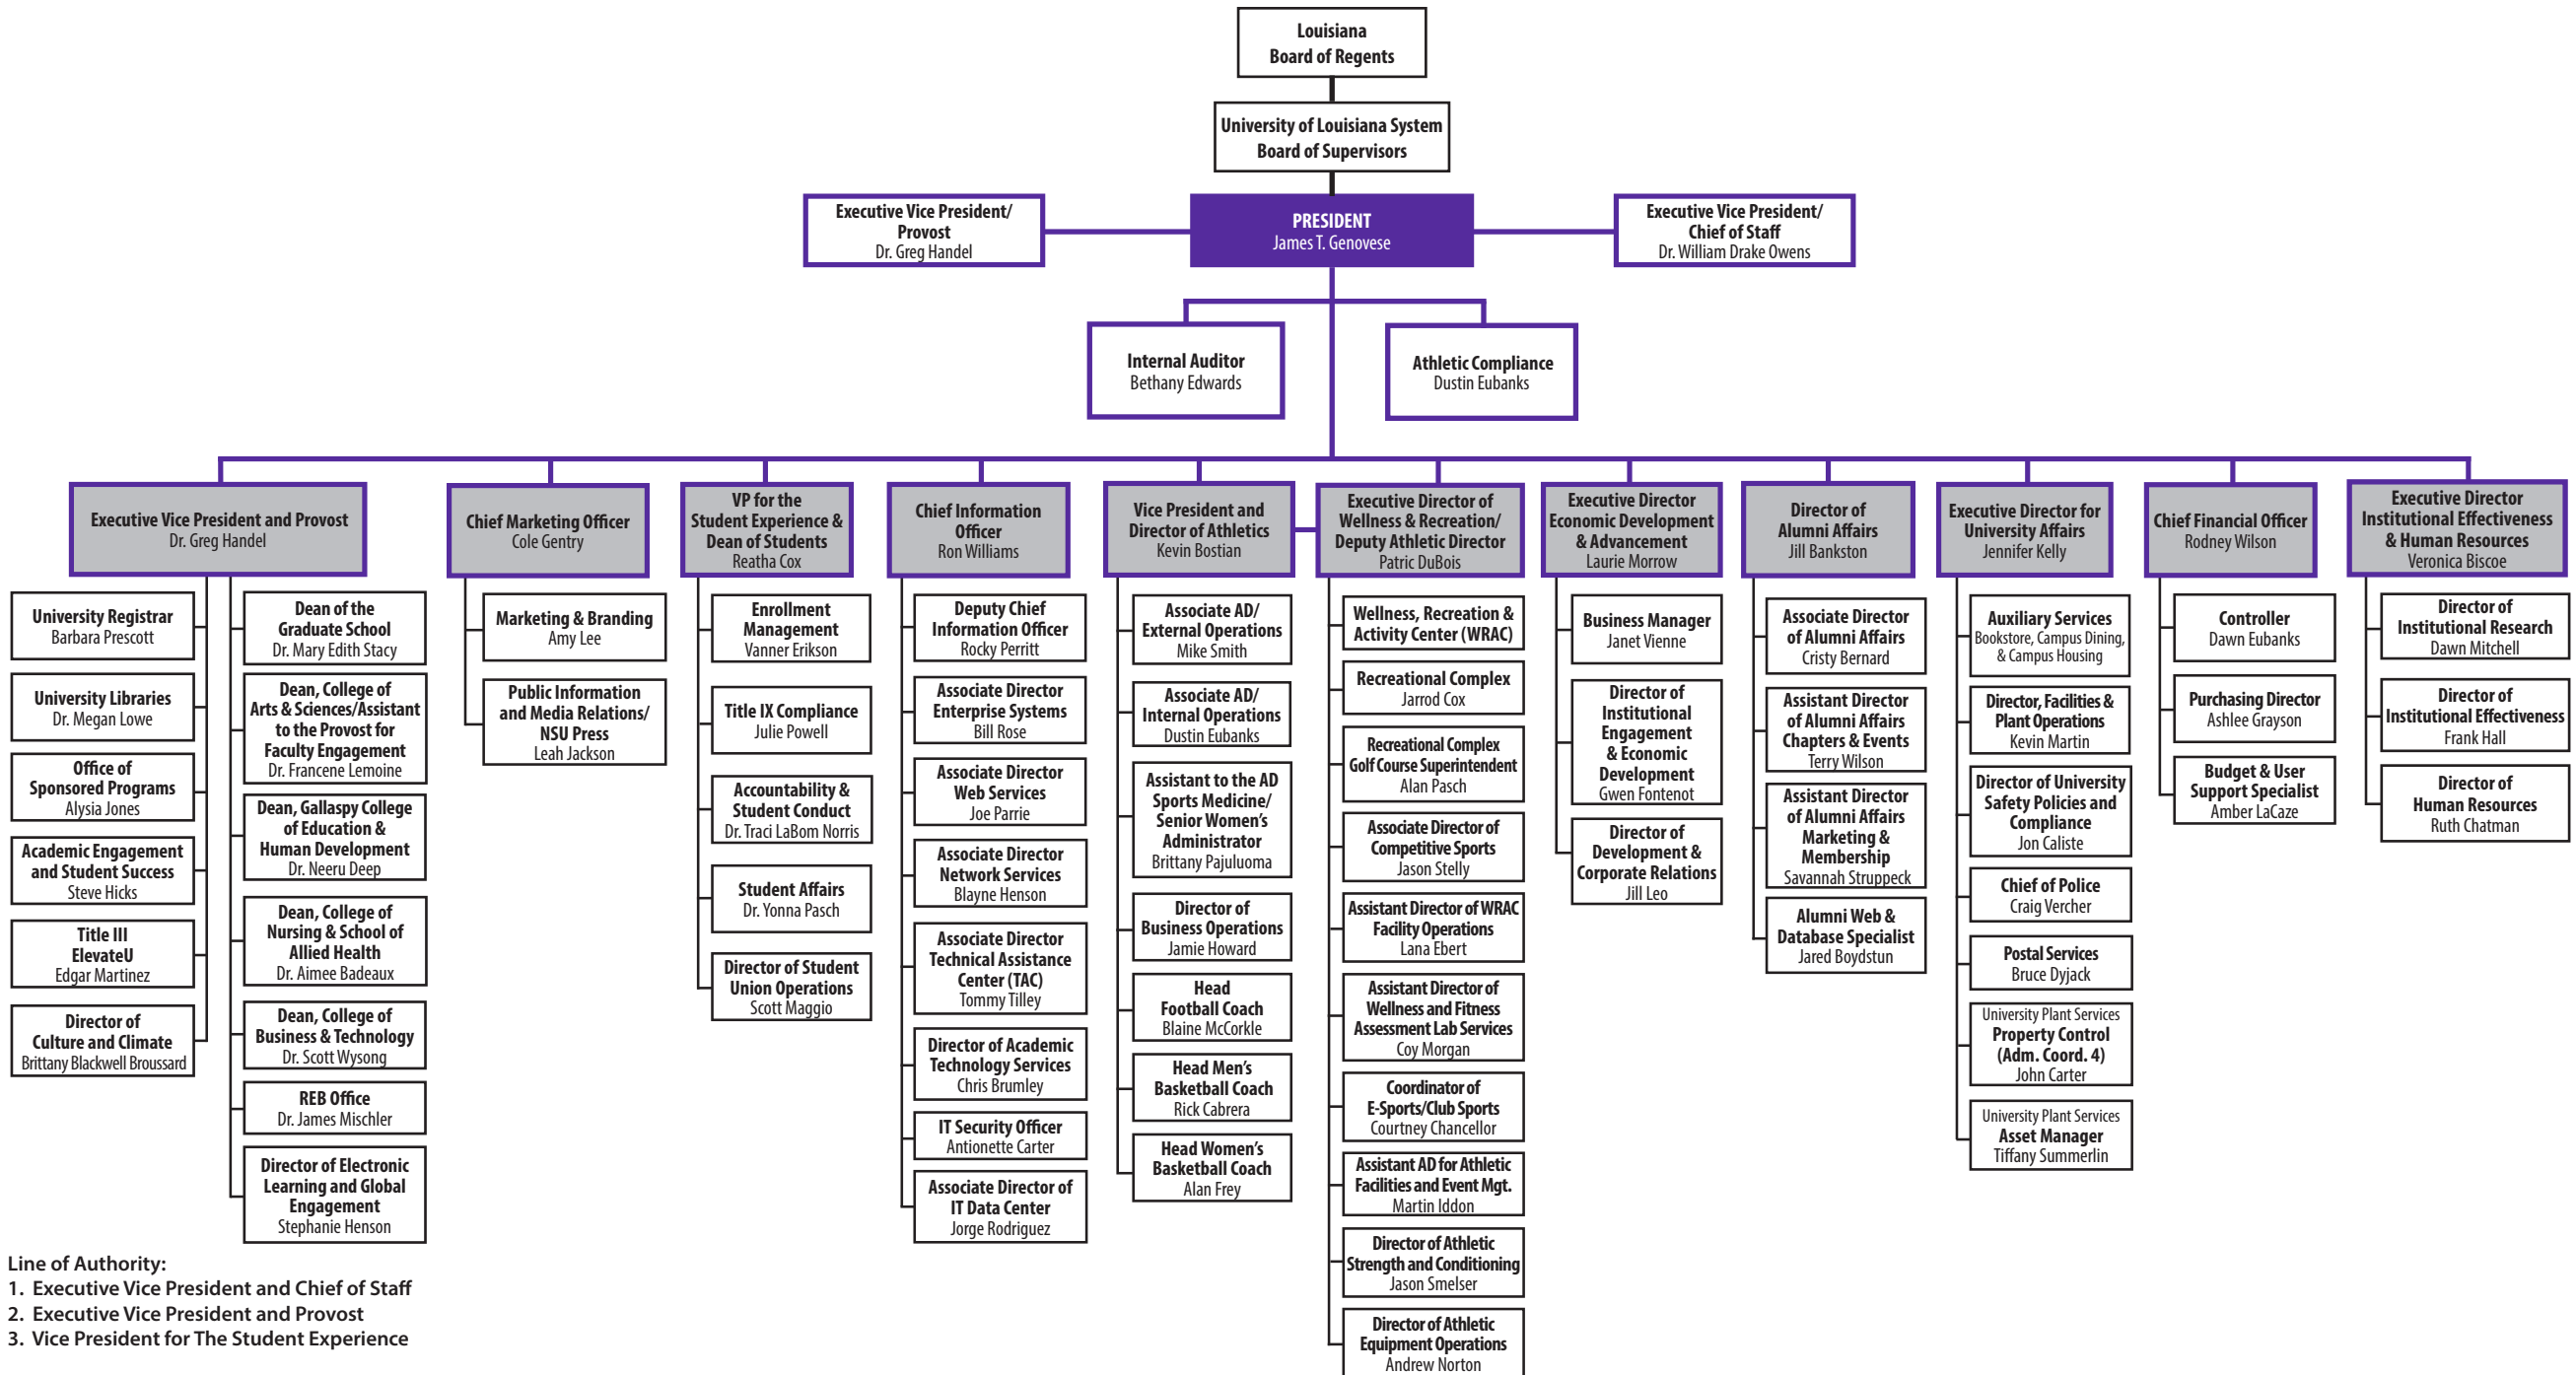 Louisiana
Board of Regents
University of Louisiana System
Board of Supervisors
Executive Vice President/
Provost
Dr. Greg Handel
PRESIDENT
James T. Genovese
Executive Vice President/
Chief of Staff
Dr. William Drake Owens
Internal Auditor
Bethany Edwards
Athletic Compliance
Dustin Eubanks
Executive Vice President and Provost
Dr. Greg Handel
University Registrar
Barbara Prescott
University Libraries
Dr. Megan Lowe
Office of
Sponsored Programs
Alysia Jones
Academic Engagement
and Student Success
Steve Hicks
Title III
ElevateU
Edgar Martinez
Director of
Culture and Climate
Brittany Blackwell Broussard
Dean of the
Graduate School
Dr. Mary Edith Stacy
Dean, College of
Arts & Sciences/Assistant
to the Provost for
Faculty Engagement
Dr. Francene Lemoine
Dean, Gallaspy College
of Education &
Human Development
Dr. Neeru Deep
Dean, College of
Nursing & School of
Allied Health
Dr. Aimee Badeaux
Dean, College of
Business & Technology
Dr. Scott Wysong
REB Office
Dr. James Mischler
Director of Electronic
Learning and Global
Engagement
Stephanie Henson
Chief Marketing Officer
Cole Gentry
Marketing & Branding
Amy Lee
Public Information
and Media Relations/
NSU Press
Leah Jackson
VP for the
Student Experience &
Dean of Students
Reatha Cox
Enrollment
Management
Vanner Erikson
Title IX Compliance
Julie Powell
Accountability &
Student Conduct
Dr. Traci LaBom Norris
Student Affairs
Dr. Yonna Pasch
Director of Student
Union Operations
Scott Maggio
Chief Information
Officer
Ron Williams
Deputy Chief
Information Officer
Rocky Perritt
Associate Director
Enterprise Systems
Bill Rose
Associate Director
Web Services
Joe Parrie
Associate Director
Network Services
Blayne Henson
Associate Director
Technical Assistance
Center (TAC)
Tommy Tilley
Director of Academic
Technology Services
Chris Brumley
IT Security Officer
Antionette Carter
Associate Director of
IT Data Center
Jorge Rodriguez
Vice President and
Director of Athletics
Kevin Bostian
Associate AD/
External Operations
Mike Smith
Associate AD/
Internal Operations
Dustin Eubanks
Assistant to the AD
Sports Medicine/
Senior Women's
Administrator
Brittany Pajuluoma
Director of
Business Operations
Jamie Howard
Head
Football Coach
Blaine McCorkle
Head Men's
Basketball Coach
Rick Cabrera
Head Women's
Basketball Coach
Alan Frey
Executive Director of
Wellness & Recreation/
Deputy Athletic Director
Patric DuBois
Wellness, Recreation &
Activity Center (WRAC)
Recreational Complex
Jarrod Cox
Recreational Complex
Golf Course Superintendent
Alan Pasch
Associate Director of
Competitive Sports
Jason Stelly
Assistant Director of WRAC
Facility Operations
Lana Ebert
Assistant Director of
Wellness and Fitness
Assessment Lab Services
Coy Morgan
Coordinator of
E-Sports/Club Sports
Courtney Chancellor
Assistant AD for Athletic
Facilities and Event Mgt.
Martin Iddon
Director of Athletic
Strength and Conditioning
Jason Smelser
Director of Athletic
Equipment Operations
Andrew Norton
Executive Director
Economic Development
& Advancement
Laurie Morrow
Business Manager
Janet Vienne
Director of
Institutional
Engagement
& Economic
Development
Gwen Fontenot
Director of
Development &
Corporate Relations
Jill Leo
Director of
Alumni Affairs
Jill Bankston
Associate Director
of Alumni Affairs
Cristy Bernard
Assistant Director
of Alumni Affairs
Chapters & Events
Terry Wilson
Assistant Director
of Alumni Affairs
Marketing &
Membership
Savannah Struppeck
Alumni Web &
Database Specialist
Jared Boydstun
Executive Director for
University Affairs
Jennifer Kelly
Auxiliary Services
Bookstore, Campus Dining,
& Campus Housing
Director, Facilities &
Plant Operations
Kevin Martin
Director of University
Safety Policies and
Compliance
Jon Caliste
Chief of Police
Craig Vercher
Postal Services
Bruce Dyjack
University Plant Services
Property Control
(Adm. Coord. 4)
John Carter
University Plant Services
Asset Manager
Tiffany Summerlin
Chief Financial Officer
Rodney Wilson
Controller
Dawn Eubanks
Purchasing Director
Ashlee Grayson
Budget & User
Support Specialist
Amber LaCaze
Executive Director
Institutional Effectiveness
& Human Resources
Veronica Biscoe
Director of
Institutional Research
Dawn Mitchell
Director of
Institutional Effectiveness
Frank Hall
Director of
Human Resources
Ruth Chatman
Line of Authority:
1. Executive Vice President and Chief of Staff
2. Executive Vice President and Provost
3. Vice President for The Student Experience